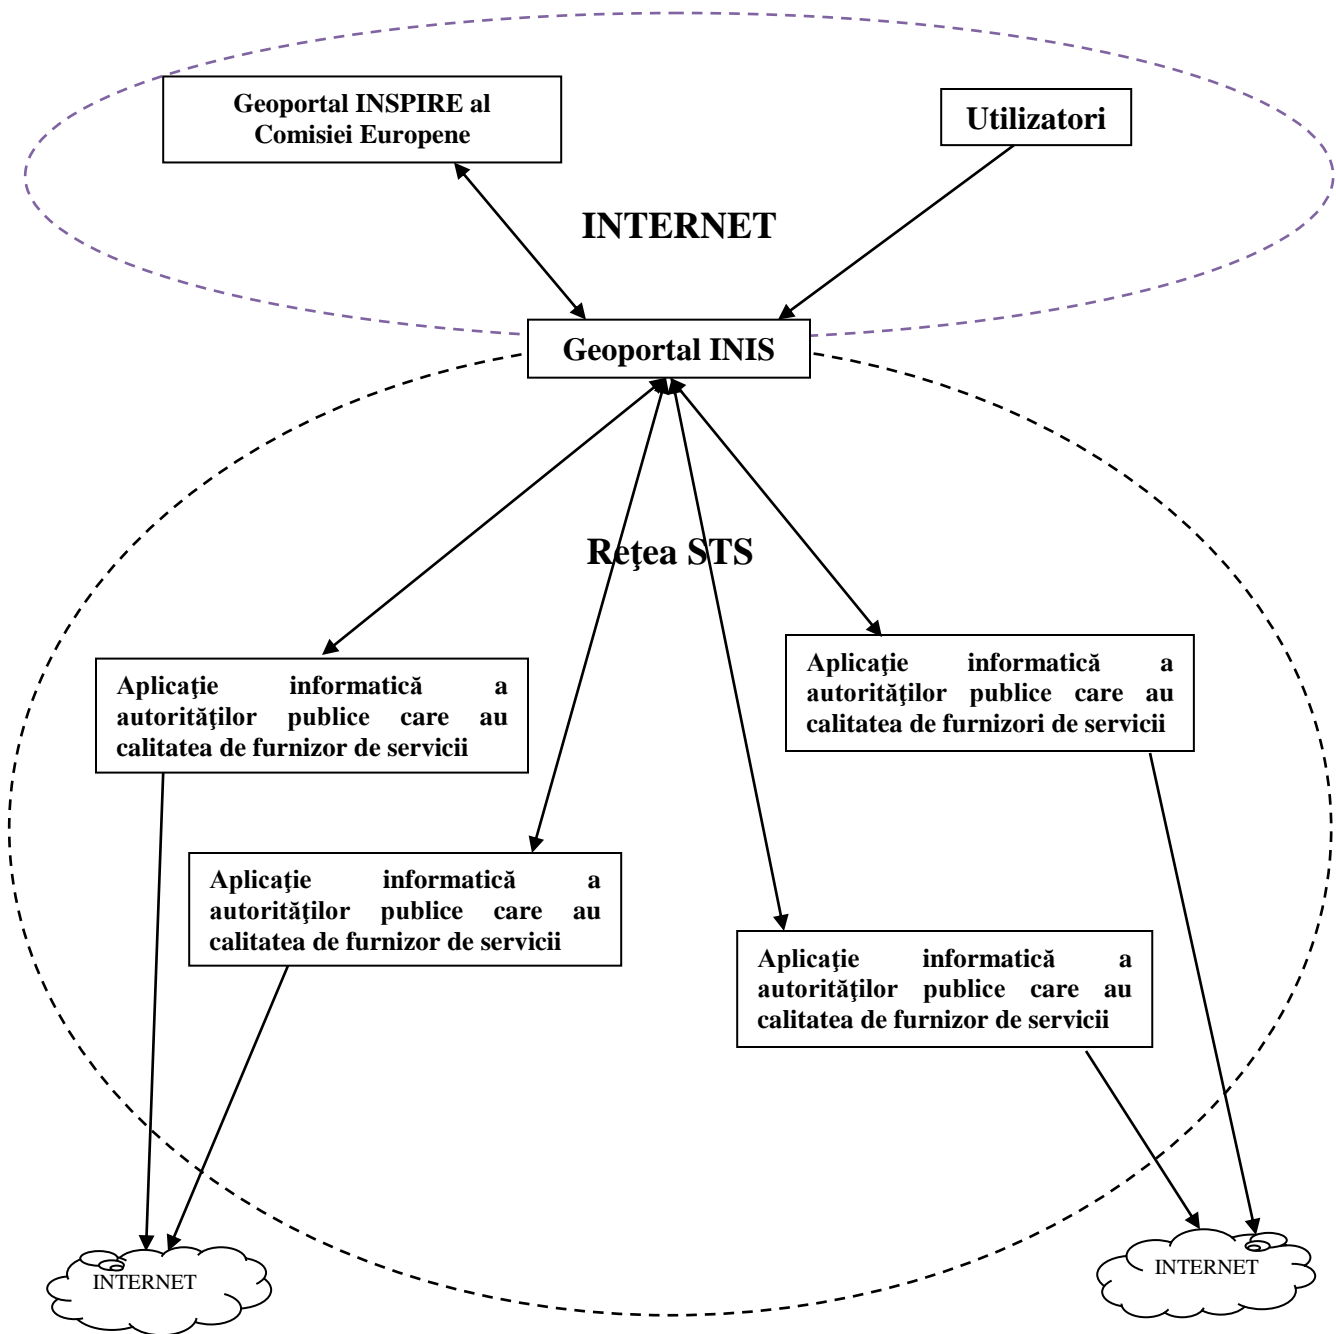 Geoportal INSPIRE al
Comisiei Europene
Utilizatori
INTERNET
Geoportal INIS
Reţea STS
Aplicaţie informatică a
autorităţilor publice care au
calitatea de furnizor de servicii
Aplicaţie informatică a
autorităţilor publice care au
calitatea de furnizori de servicii
Aplicaţie informatică a
autorităţilor publice care au
calitatea de furnizor de servicii
Aplicaţie informatică a
autorităţilor publice care au
calitatea de furnizor de servicii
INTERNET
INTERNET